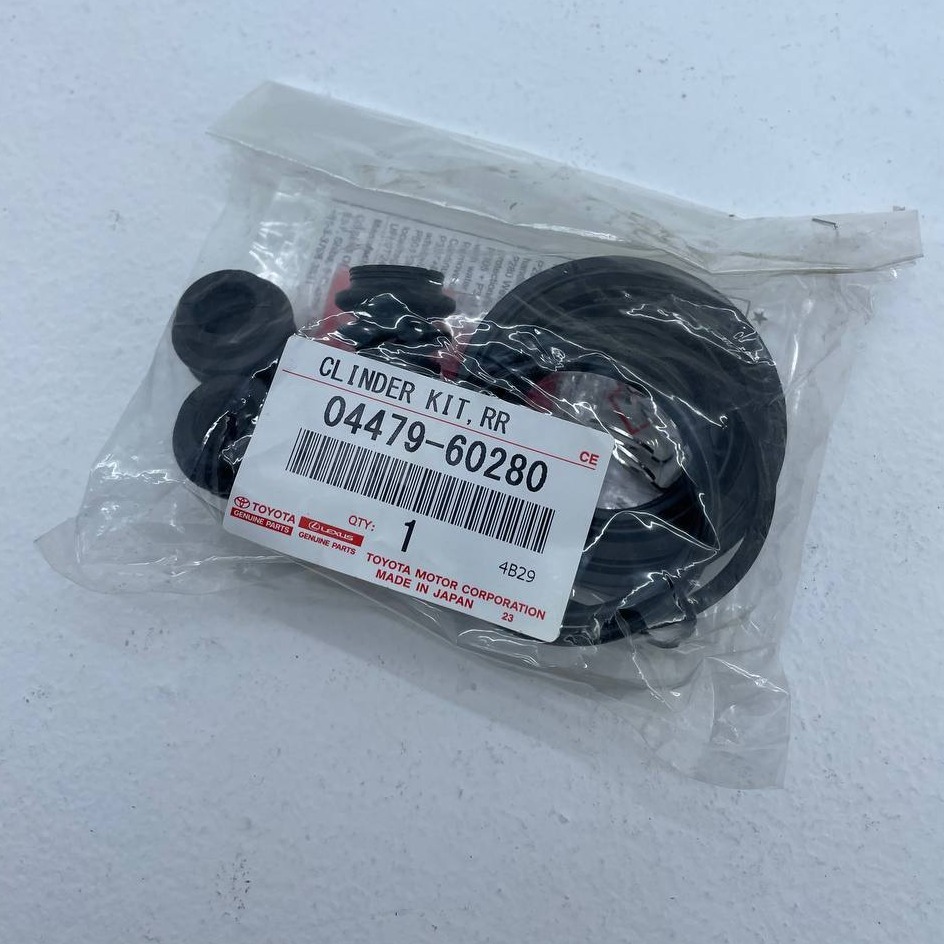 CLINDER KIT,RR
04479-60280
CE
TOYOTA
GENUINE PARTS
LEXUS
GENUINE PARTS
QTY:
1
4B29
TOYOTA MOTOR CORPORATION
MADE IN JAPAN
23